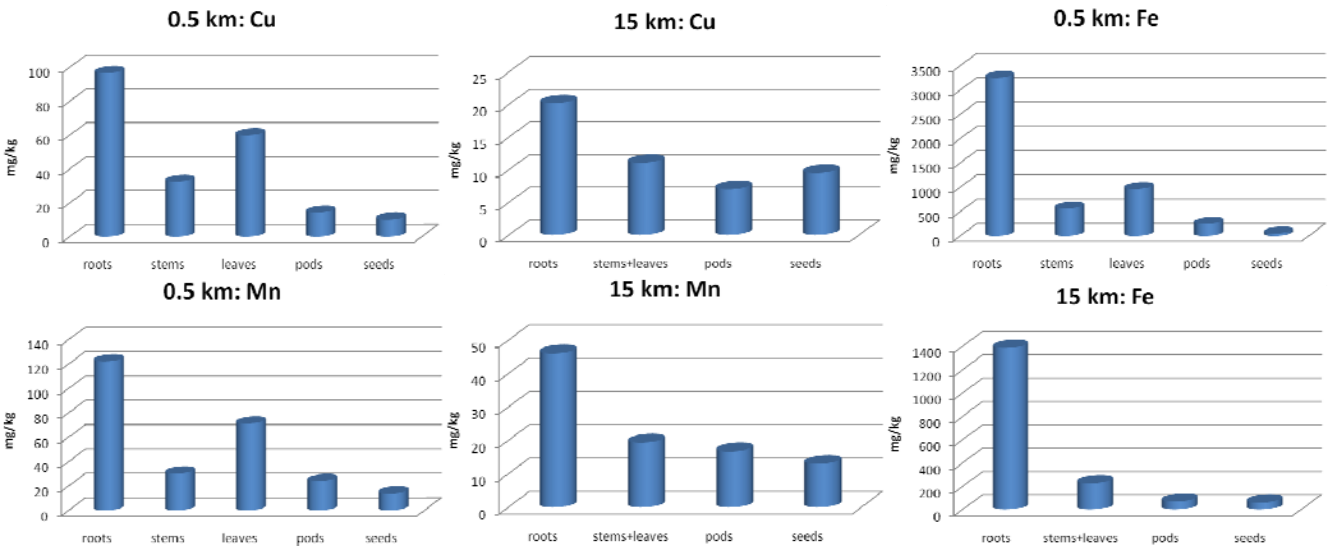 0.5 km: Cu
mg/kg
100
80
60
40
20
0
roots stems leaves pods seeds
15 km: Cu
mg/kg
25
20
15
10
5
0
roots stems+leaves pods seeds
0.5 km: Fe
mg/kg
3500
3000
2500
2000
1500
1000
500
0
roots stems leaves pods seeds
0.5 km: Mn
mg/kg
140
120
100
80
60
40
20
0
roots stems leaves pods seeds
15 km: Mn
mg/kg
50
40
30
20
10
0
roots stems+leaves pods seeds
15 km: Fe
mg/kg
1400
1200
1000
800
600
400
200
0
roots stems+leaves pods seeds